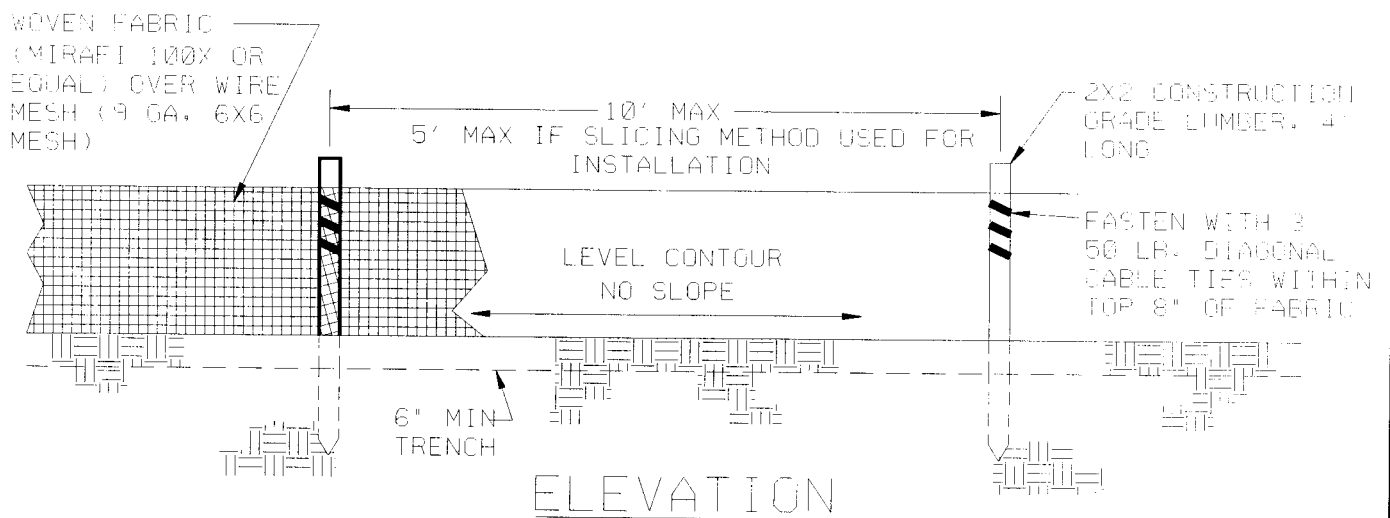 WOVEN FABRIC
(MIRAFI 100X OR
EQUAL) OVER WIRE
MESH (9 GA. 6X6
MESH)
10' MAX
5' MAX IF SLICING METHOD USED FOR
INSTALLATION
2X2 CONSTRUCTION
GRADE LUMBER, 4'
LONG
LEVEL CONTOUR
NO SLOPE
FASTEN WITH 3
50 LB. DIAGONAL
CABLE TIES WITHIN
TOP 8" OF FABRIC
6" MIN
TRENCH
ELEVATION